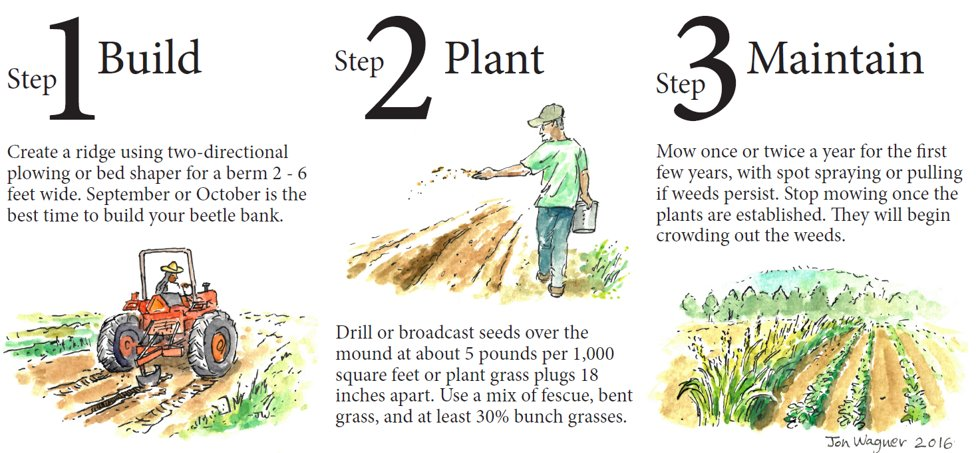 Step 1 Build
Create a ridge using two-directional
plowing or bed shaper for a berm 2 - 6
feet wide. September or October is the
best time to build your beetle bank.
Step 2 Plant
Drill or broadcast seeds over the
mound at about 5 pounds per 1,000
square feet or plant grass plugs 18
inches apart. Use a mix of fescue, bent
grass, and at least 30% bunch grasses.
Step 3 Maintain
Mow once or twice a year for the first
few years, with spot spraying or pulling
if weeds persist. Stop mowing once the
plants are established. They will begin
crowding out the weeds.
Jon Wagner 2016